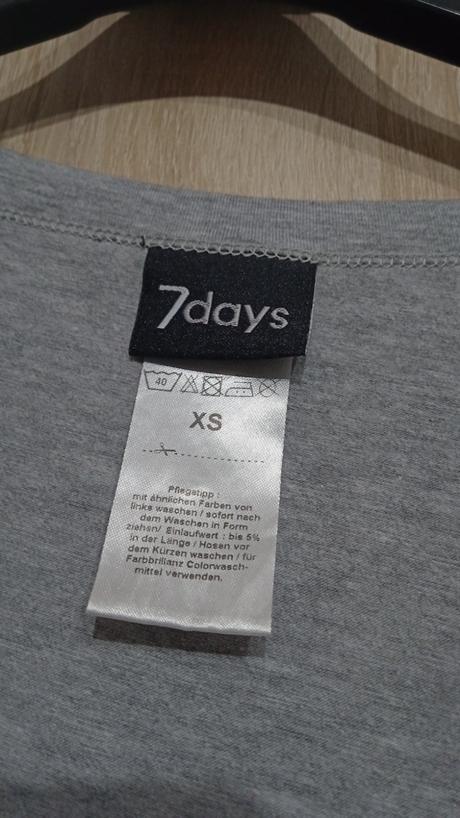 7days
40
XS
Pflegetipp :
mit ähnlichen Farben von
links waschen / sofort nach
dem Waschen in Form
ziehen/ Einlaufwert : bis 5%
in der Länge / Hosen vor
dem Kürzen waschen / für
Farbbrillanz Colorwasch-
mittel verwenden.